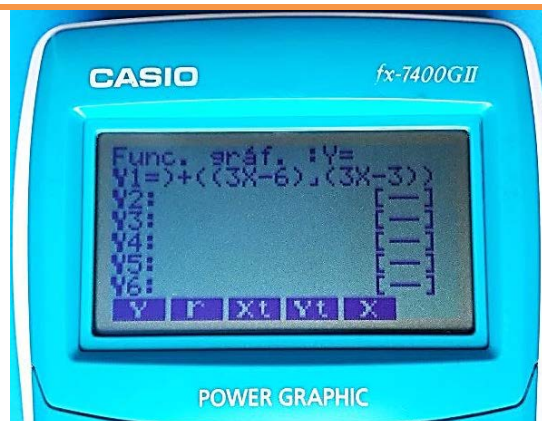 CASIO fx-7400GII
Func. gráf. :Y=
Y1=)+((3X-6)⌟(3X-3))
Y2: [—]
Y3: [—]
Y4: [—]
Y5: [—]
Y6: [—]
Y r Xt Yt X
POWER GRAPHIC